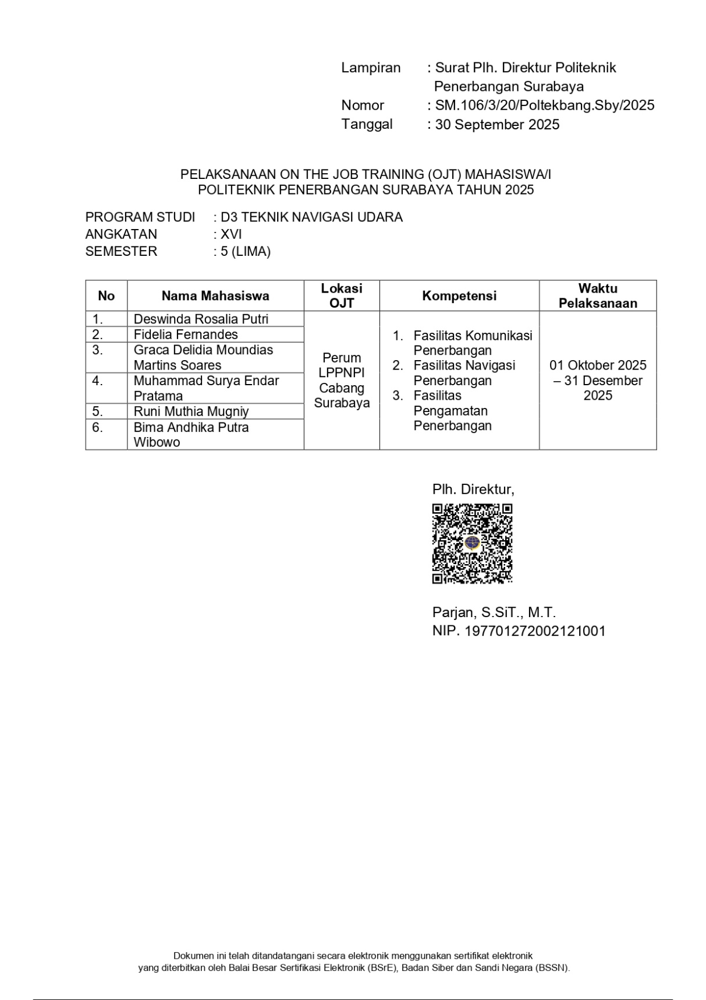 Lampiran : Surat Plh. Direktur Politeknik
Penerbangan Surabaya
Nomor : SM.106/3/20/Poltekbang.Sby/2025
Tanggal : 30 September 2025
PELAKSANAAN ON THE JOB TRAINING (OJT) MAHASISWA/I
POLITEKNIK PENERBANGAN SURABAYA TAHUN 2025
PROGRAM STUDI : D3 TEKNIK NAVIGASI UDARA
ANGKATAN : XVI
SEMESTER : 5 (LIMA)
No
Nama Mahasiswa
Lokasi
OJT
Kompetensi
Waktu
Pelaksanaan
1. Deswinda Rosalia Putri
2. Fidelia Fernandes
3. Graca Delidia Moundias
Martins Soares
4. Muhammad Surya Endar
Pratama
5. Runi Muthia Mugniy
6. Bima Andhika Putra
Wibowo
Perum
LPPNPI
Cabang
Surabaya
1. Fasilitas Komunikasi
Penerbangan
2. Fasilitas Navigasi
Penerbangan
3. Fasilitas
Pengamatan
Penerbangan
01 Oktober 2025
– 31 Desember
2025
Plh. Direktur,
Parjan, S.SiT., M.T.
NIP. 197701272002121001
Dokumen ini telah ditandatangani secara elektronik menggunakan sertifikat elektronik
yang diterbitkan oleh Balai Besar Sertifikasi Elektronik (BSrE), Badan Siber dan Sandi Negara (BSSN).